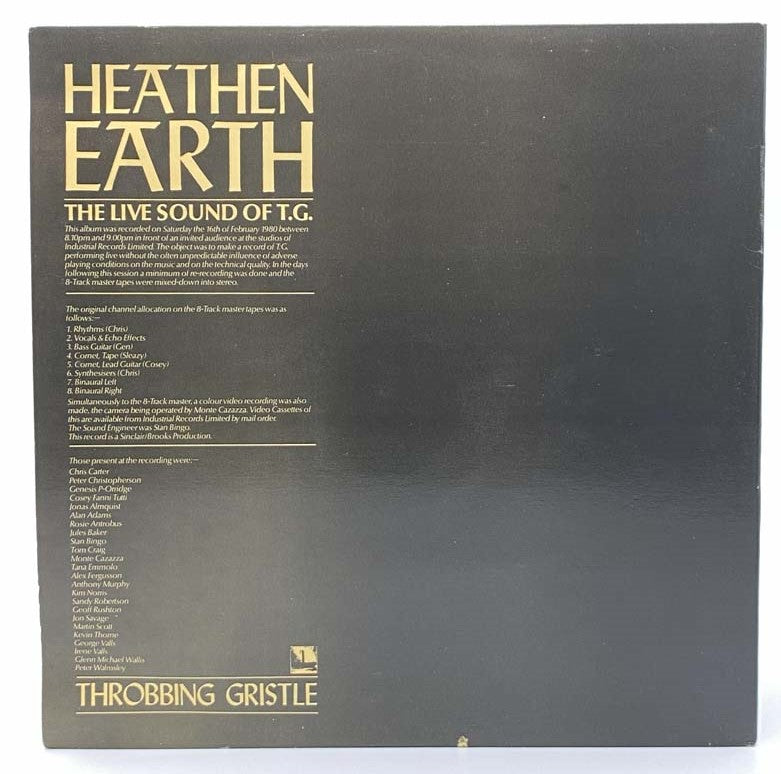 HEATHEN
EARTH
THE LIVE SOUND OF T.G.
This album was recorded on Saturday the 16th of February 1980 between
8.10pm and 9.00pm in front of an invited audience at the studios of
Industrial Records Limited. The object was to make a record of T.G.
performing live without the often unpredictable influence of adverse
playing conditions on the music and on the technical quality. In the days
following this session a minimum of re-recording was done and the
8-Track master tapes were mixed-down into stereo.
The original channel allocation on the 8-Track master tapes was as
follows:—
1. Rhythms (Chris)
2. Vocals & Echo Effects
3. Bass Guitar (Gen)
4. Cornet, Tape (Sleazy)
5. Cornet, Lead Guitar (Cosey)
6. Synthesisers (Chris)
7. Binaural Left
8. Binaural Right
Simultaneously to the 8-Track master, a colour video recording was also
made, the camera being operated by Monte Cazazza. Video Cassettes of
this are available from Industrial Records Limited by mail order.
The Sound Engineer was Stan Bingo.
This record is a Sinclair/Brooks Production.
Those present at the recording were:—
Chris Carter
Peter Christopherson
Genesis P-Orridge
Cosey Fanni Tutti
Jonas Almquist
Alan Adams
Rosie Antrobus
Jules Baker
Stan Bingo
Tom Craig
Monte Cazazza
Tana Emmolo
Alex Fergusson
Anthony Murphy
Kim Norris
Sandy Robertson
Geoff Rushton
Jon Savage
Martin Scott
Kevin Thorne
George Valls
Irene Valls
Glenn Michael Wallis
Peter Walmsley
THROBBING GRISTLE